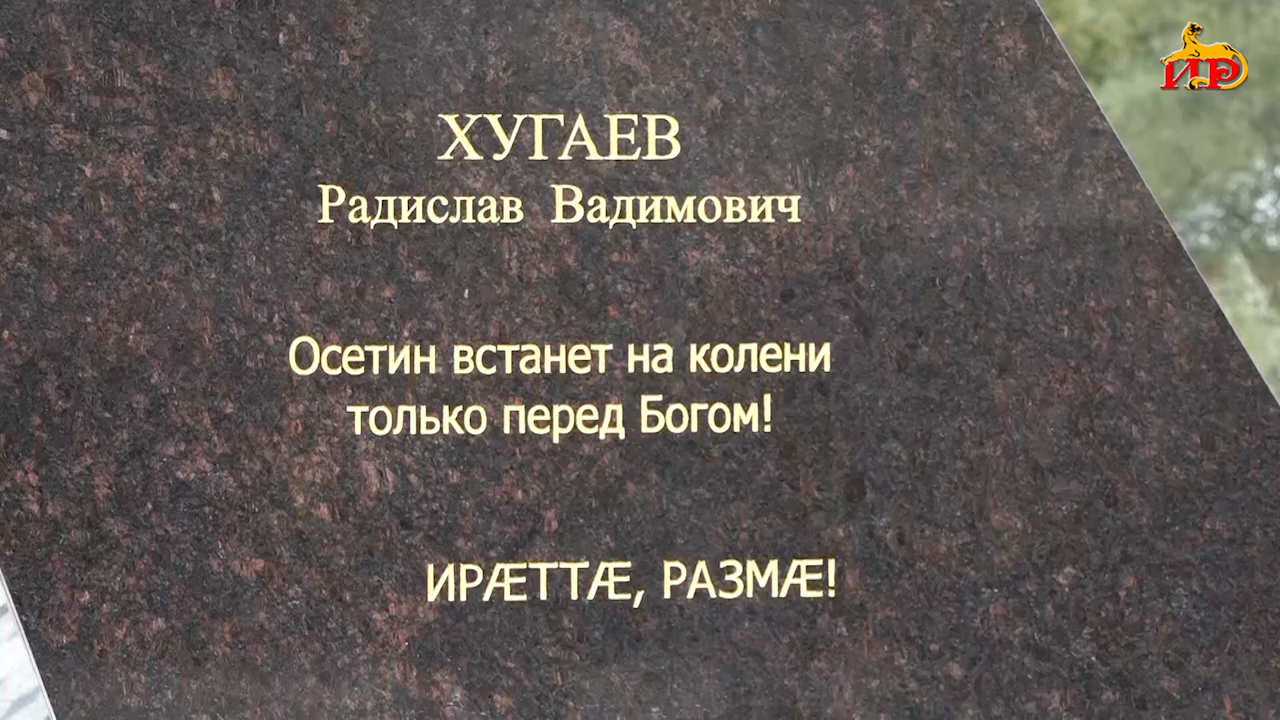 ИР
ХУГАЕВ
Радислав Вадимович
Осетин встанет на колени
только перед Богом!
ИРÆТТÆ, РАЗМÆ!